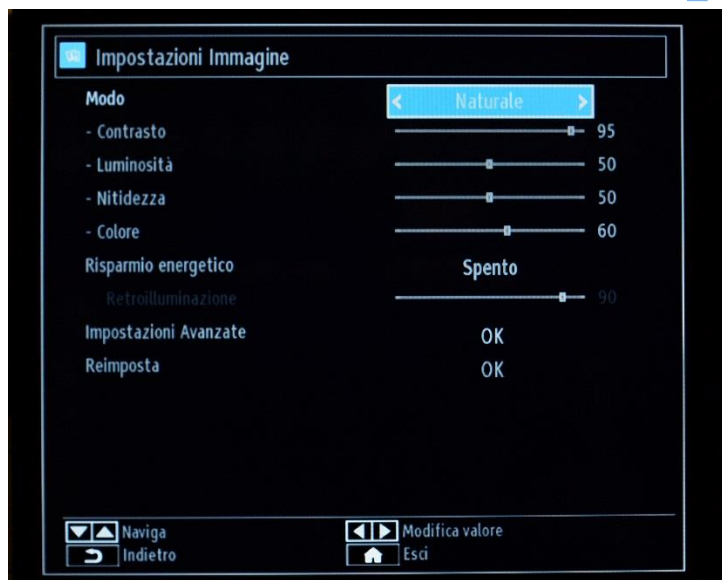 Impostazioni Immagine
Modo Naturale
- Contrasto 95
- Luminosità 50
- Nitidezza 50
- Colore 60
Risparmio energetico Spento
Retroilluminazione 90
Impostazioni Avanzate OK
Reimposta OK
Naviga Modifica valore
Indietro Esci